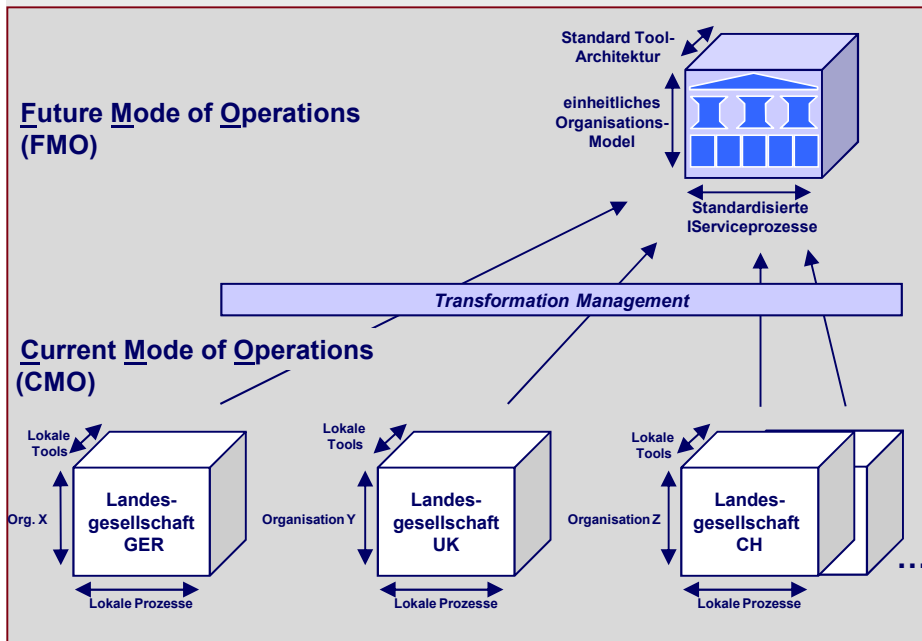 Standard Tool-
Architektur
Future Mode of Operations
(FMO)
einheitliches
Organisations-
Model
Standardisierte
IServiceprozesse
Transformation Management
Current Mode of Operations
(CMO)
Lokale
Tools
Org. X
Landes-
gesellschaft
GER
Lokale Prozesse
Lokale
Tools
Organisation Y
Landes-
gesellschaft
UK
Lokale Prozesse
Lokale
Tools
Organisation Z
Landes-
gesellschaft
CH
Lokale Prozesse
...